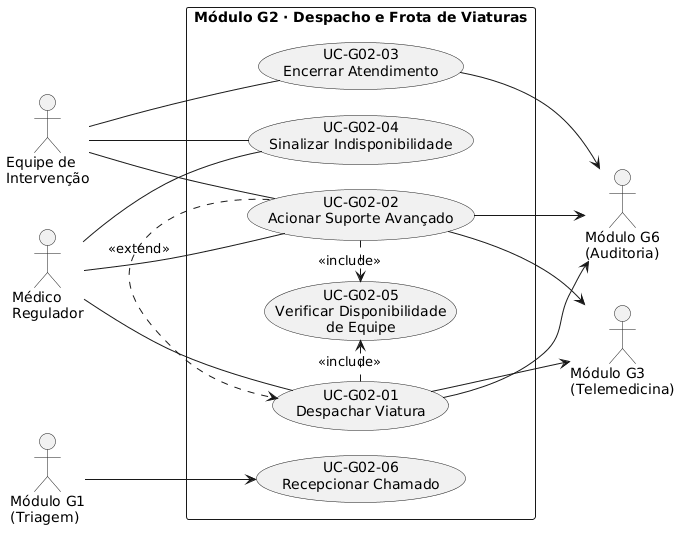 Módulo G2 · Despacho e Frota de Viaturas
UC-G02-03
Encerrar Atendimento
UC-G02-04
Sinalizar Indisponibilidade
Equipe de
Intervenção
UC-G02-02
Acionar Suporte Avançado
Módulo G6
(Auditoria)
«extend»
«include»
Médico
Regulador
UC-G02-05
Verificar Disponibilidade
de Equipe
«include»
Módulo G3
(Telemedicina)
UC-G02-01
Despachar Viatura
UC-G02-06
Recepcionar Chamado
Módulo G1
(Triagem)